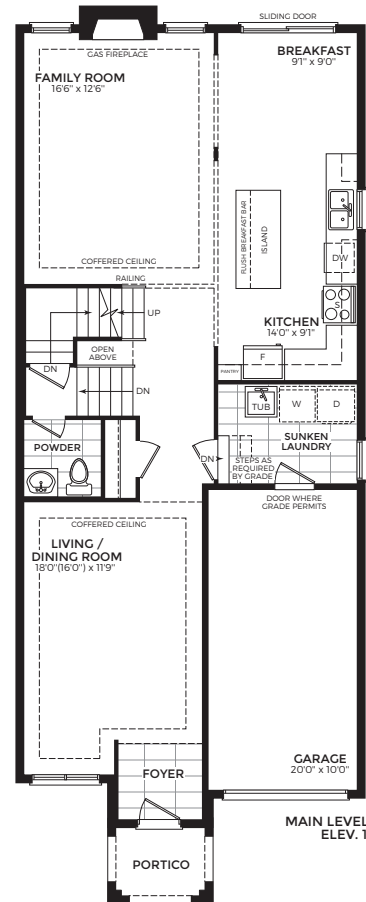 SLIDING DOOR
BREAKFAST
9'1" x 9'0"
GAS FIREPLACE
FAMILY ROOM
16'6" x 12'6"
FLUSH BREAKFAST BAR
ISLAND
DW
S
COFFERED CEILING
RAILING
UP
KITCHEN
14'0" x 9'1"
OPEN
ABOVE
F
PANTRY
DN
DN
TUB
W
D
POWDER
SUNKEN
LAUNDRY
DN
STEPS AS
REQUIRED
BY GRADE
DOOR WHERE
GRADE PERMITS
COFFERED CEILING
LIVING /
DINING ROOM
18'0"(16'0") x 11'9"
GARAGE
20'0" x 10'0"
FOYER
MAIN LEVEL
ELEV. 1
PORTICO